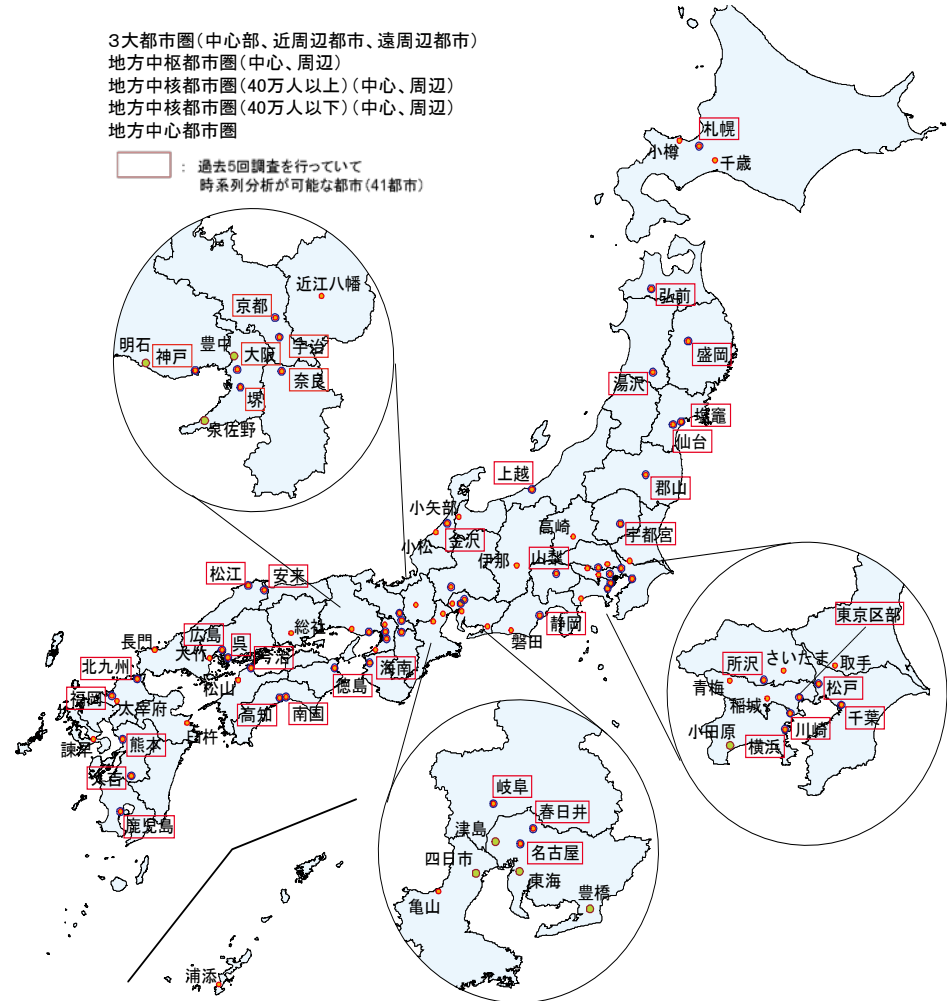 3大都市圏(中心部、近周辺都市、遠周辺都市)
地方中枢都市圏(中心、周辺)
地方中核都市圏(40万人以上)(中心、周辺)
地方中核都市圏(40万人以下)(中心、周辺)
地方中心都市圏
: 過去5回調査を行っていて
時系列分析が可能な都市(41都市)
札幌
小樽
千歳
弘前
盛岡
湯沢
塩竈
仙台
郡山
宇都宮
上越
小矢部
金沢
小松
高崎
伊那
山梨
静岡
磐田
近江八幡
京都
宇治
豊中
大阪
明石
神戸
奈良
堺
泉佐野
松江
安来
総社
広島
呉
大竹
長門
今治
松山
北九州
福岡
太宰府
高知
南国
徳島
海南
臼杵
諫早
熊本
人吉
鹿児島
浦添
東京区部
所沢
さいたま
取手
青梅
松戸
稲城
千葉
小田原
川崎
横浜
岐阜
春日井
津島
名古屋
四日市
東海
亀山
豊橋